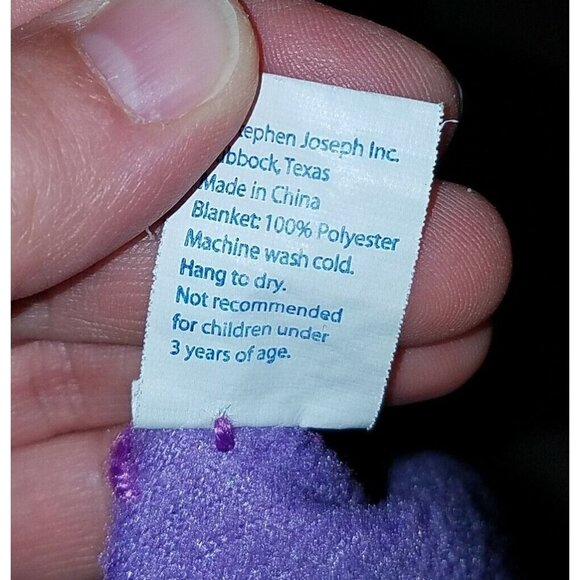 ephen Joseph Inc.
bbock, Texas
Made in China
Blanket: 100% Polyester
Machine wash cold.
Hang to dry.
Not recommended
for children under
3 years of age.